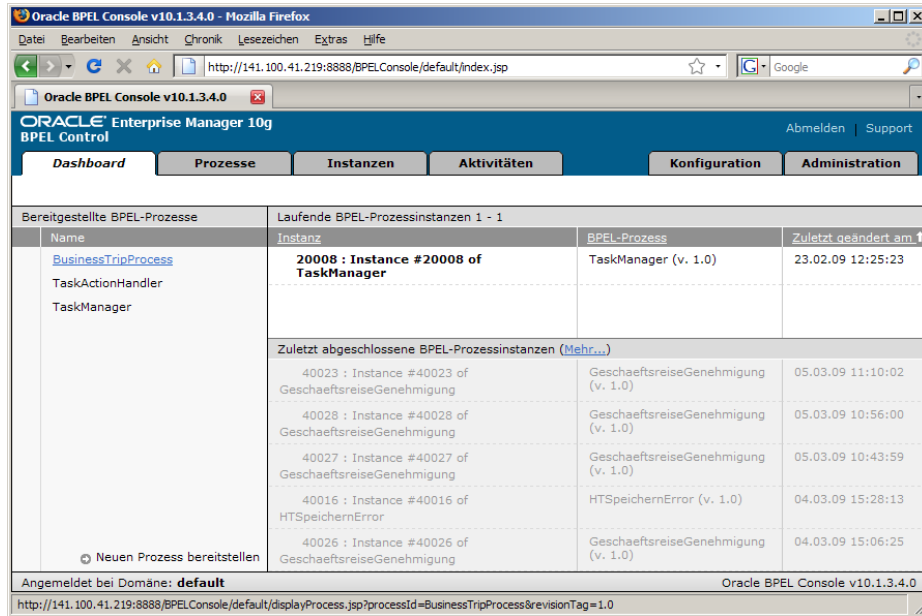 Oracle BPEL Console v10.1.3.4.0 - Mozilla Firefox
Datei Bearbeiten Ansicht Chronik Lesezeichen Extras Hilfe
http://141.100.41.219:8888/BPELConsole/default/index.jsp
G Google
Oracle BPEL Console v10.1.3.4.0
ORACLE Enterprise Manager 10g
BPEL Control
Abmelden | Support
Dashboard Prozesse Instanzen Aktivitäten Konfiguration Administration
Bereitgestellte BPEL-Prozesse
Name
BusinessTripProcess
TaskActionHandler
TaskManager
Neuen Prozess bereitstellen
Laufende BPEL-Prozessinstanzen 1 - 1
Instanz BPEL-Prozess Zuletzt geändert am
20008 : Instance #20008 of TaskManager (v. 1.0) 23.02.09 12:25:23
TaskManager
Zuletzt abgeschlossene BPEL-Prozessinstanzen (Mehr...)
40023 : Instance #40023 of GeschaeftsreiseGenehmigung 05.03.09 11:10:02
GeschaeftsreiseGenehmigung (v. 1.0)
40028 : Instance #40028 of GeschaeftsreiseGenehmigung 05.03.09 10:56:00
GeschaeftsreiseGenehmigung (v. 1.0)
40027 : Instance #40027 of GeschaeftsreiseGenehmigung 05.03.09 10:43:59
GeschaeftsreiseGenehmigung (v. 1.0)
40016 : Instance #40016 of HTSpeichernError (v. 1.0) 04.03.09 15:28:13
HTSpeichernError
40026 : Instance #40026 of GeschaeftsreiseGenehmigung 04.03.09 15:06:25
GeschaeftsreiseGenehmigung (v. 1.0)
Angemeldet bei Domäne: default Oracle BPEL Console v10.1.3.4.0
http://141.100.41.219:8888/BPELConsole/default/displayProcess.jsp?processId=BusinessTripProcess&revisionTag=1.0